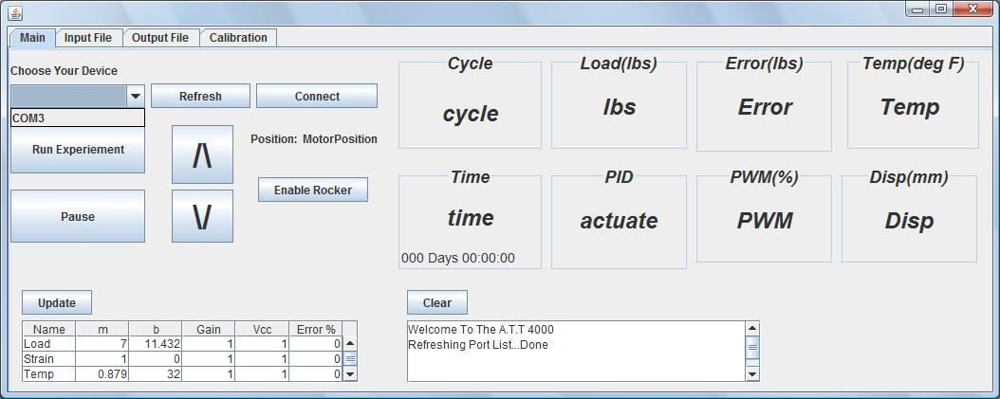 Main Input File Output File Calibration
Choose Your Device
Refresh Connect
COM3
Run Experiement
/\
Position: MotorPosition
Enable Rocker
Pause
\/
Cycle Load(lbs) Error(lbs) Temp(deg F)
cycle lbs Error Temp
Time PID PWM(%) Disp(mm)
time actuate PWM Disp
000 Days 00:00:00
Update
Name m b Gain Vcc Error %
Load 7 11.432 1 1 0
Strain 1 0 1 1 0
Temp 0.879 32 1 1 0
Clear
Welcome To The A.T.T 4000
Refreshing Port List...Done